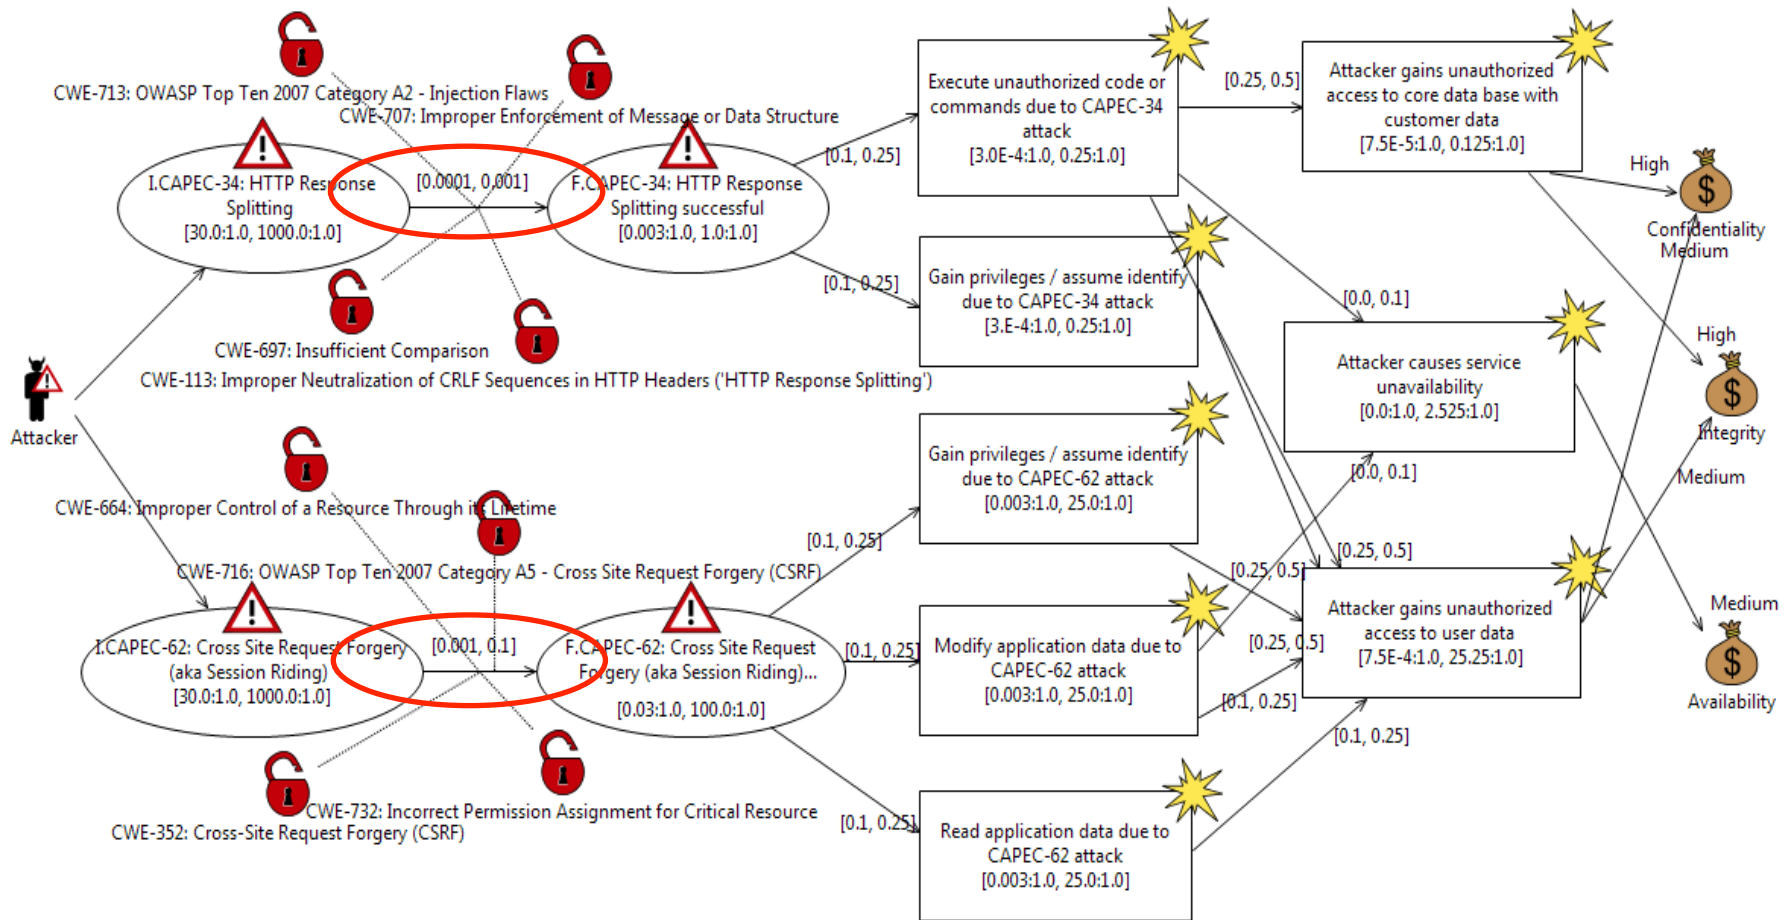 CWE-713: OWASP Top Ten 2007 Category A2 - Injection Flaws
CWE-707: Improper Enforcement of Message or Data Structure
I.CAPEC-34: HTTP Response
Splitting
[30.0:1.0, 1000.0:1.0]
[0.0001, 0.001]
F.CAPEC-34: HTTP Response
Splitting successful
[0.003:1.0, 1.0:1.0]
CWE-697: Insufficient Comparison
CWE-113: Improper Neutralization of CRLF Sequences in HTTP Headers ('HTTP Response Splitting')
Attacker
CWE-664: Improper Control of a Resource Through its Lifetime
CWE-716: OWASP Top Ten 2007 Category A5 - Cross Site Request Forgery (CSRF)
I.CAPEC-62: Cross Site Request Forgery
(aka Session Riding)
[30.0:1.0, 1000.0:1.0]
[0.001, 0.1]
F.CAPEC-62: Cross Site Request
Forgery (aka Session Riding)...
[0.03:1.0, 100.0:1.0]
CWE-732: Incorrect Permission Assignment for Critical Resource
CWE-352: Cross-Site Request Forgery (CSRF)
[0.1, 0.25]
[0.1, 0.25]
[0.1, 0.25]
[0.1, 0.25]
[0.1, 0.25]
Execute unauthorized code or
commands due to CAPEC-34
attack
[3.0E-4:1.0, 0.25:1.0]
Gain privileges / assume identify
due to CAPEC-34 attack
[3.E-4:1.0, 0.25:1.0]
Gain privileges / assume identify
due to CAPEC-62 attack
[0.003:1.0, 25.0:1.0]
Modify application data due to
CAPEC-62 attack
[0.003:1.0, 25.0:1.0]
Read application data due to
CAPEC-62 attack
[0.003:1.0, 25.0:1.0]
[0.25, 0.5]
[0.0, 0.1]
[0.0, 0.1]
[0.25, 0.5]
[0.25, 0.5]
[0.25, 0.5]
[0.1, 0.25]
[0.1, 0.25]
Attacker gains unauthorized
access to core data base with
customer data
[7.5E-5:1.0, 0.125:1.0]
Attacker causes service
unavailability
[0.0:1.0, 2.525:1.0]
Attacker gains unauthorized
access to user data
[7.5E-4:1.0, 25.25:1.0]
High
Confidentiality
Medium
High
Integrity
Medium
Medium
Availability